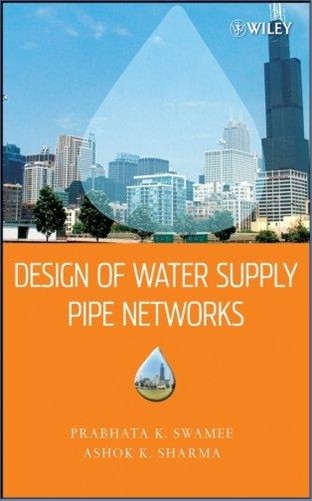 WILEY
DESIGN OF WATER SUPPLY
PIPE NETWORKS
PRABHATA K. SWAMEE
ASHOK K. SHARMA